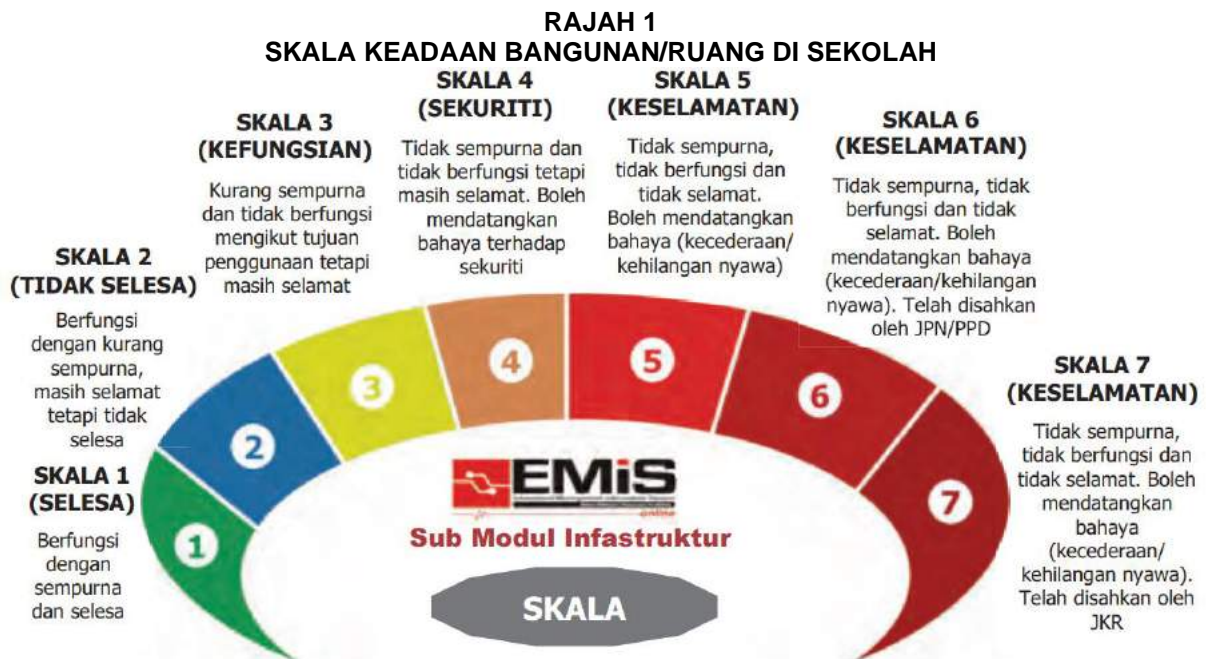 RAJAH 1
SKALA KEADAAN BANGUNAN/RUANG DI SEKOLAH
SKALA 1
(SELESA)
Berfungsi
dengan
sempurna
dan selesa
SKALA 2
(TIDAK SELESA)
Berfungsi
dengan kurang
sempurna,
masih selamat
tetapi tidak
selesa
SKALA 3
(KEFUNGSIAN)
Kurang sempurna
dan tidak berfungsi
mengikut tujuan
penggunaan tetapi
masih selamat
SKALA 4
(SEKURITI)
Tidak sempurna dan
tidak berfungsi tetapi
masih selamat. Boleh
mendatangkan
bahaya terhadap
sekuriti
SKALA 5
(KESELAMATAN)
Tidak sempurna,
tidak berfungsi dan
tidak selamat.
Boleh mendatangkan
bahaya (kecederaan/
kehilangan nyawa)
SKALA 6
(KESELAMATAN)
Tidak sempurna, tidak
berfungsi dan tidak
selamat. Boleh
mendatangkan bahaya
(kecederaan/kehilangan
nyawa). Telah disahkan
oleh JPN/PPD
SKALA 7
(KESELAMATAN)
Tidak sempurna,
tidak berfungsi dan
tidak selamat. Boleh
mendatangkan
bahaya
(kecederaan/
kehilangan nyawa).
Telah disahkan oleh
JKR
1
2
3
4
5
6
7
EMiS
online
Sub Modul Infastruktur
SKALA